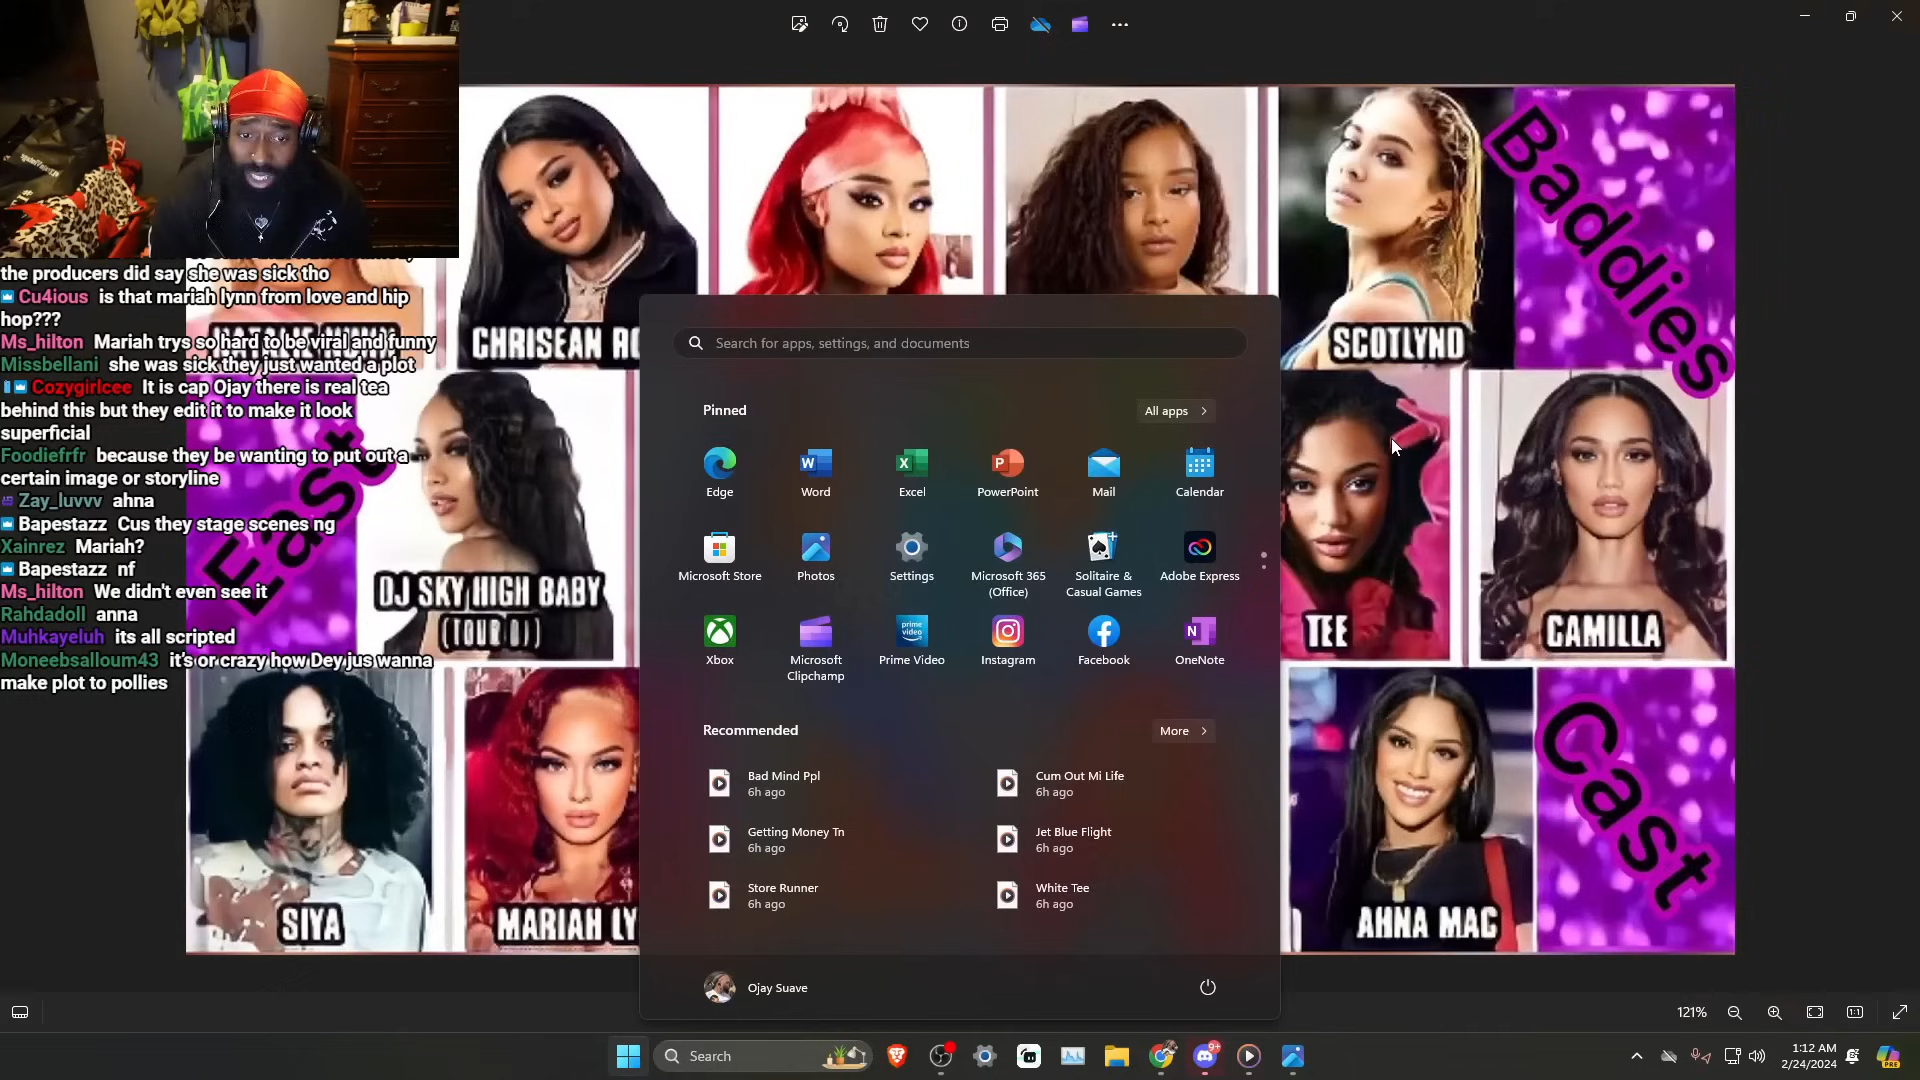 the producers did say she was sick tho
Cu4ious is that mariah lynn from love and hip
hop???
Ms_hilton Mariah trys so hard to be viral and funny
Missbellani she was sick they just wanted a plot
Cozygirlcee It is cap Ojay there is real tea
behind this but they edit it to make it look
superficial
Foodiefrfr because they be wanting to put out a
certain image or storyline
Zay_luvvv ahna
Bapestazz Cus they stage scenes ng
Xainrez Mariah?
Bapestazz nf
Ms_hilton We didn't even see it
Rahdadoll anna
Muhkayeluh its all scripted
Moneebsalloum43 it's or crazy how Dey jus wanna
make plot to pollies
CHRISEAN RO
SCOTLYND
Baddies
East
DJ SKY HIGH BABY
TEE
CAMILLA
SIYA
MARIAH LY
AHNA MAC
Cast
Search for apps, settings, and documents
Pinned
All apps
Edge
Word
Excel
PowerPoint
Mail
Calendar
Microsoft Store
Photos
Settings
Microsoft 365
(Office)
Solitaire &
Casual Games
Adobe Express
Xbox
Microsoft
Clipchamp
prime
video
Prime Video
Instagram
Facebook
OneNote
Recommended
More
Bad Mind Ppl
6h ago
Cum Out Mi Life
6h ago
Getting Money Tn
6h ago
Jet Blue Flight
6h ago
Store Runner
6h ago
White Tee
6h ago
Ojay Suave
121%
1:1
Search
9+
1:12 AM
2/24/2024
PRE